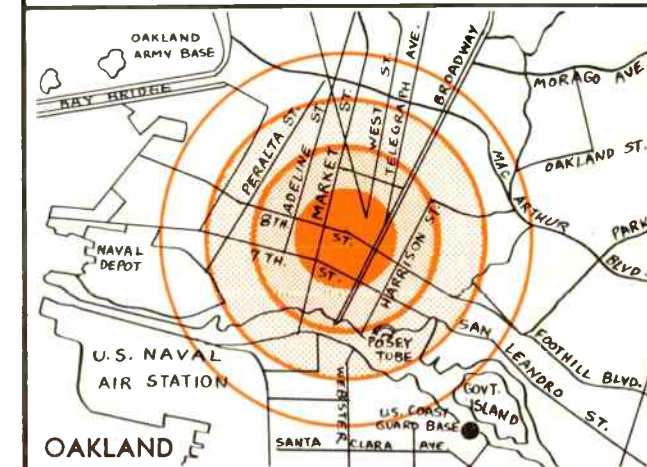 OAKLAND
ARMY BASE
BAY BRIDGE
PERALTA ST.
ADELINE ST.
MARKET ST.
WEST ST.
TELEGRAPH AVE.
BROADWAY
MORAGO AVE
OAKLAND ST.
MAC ARTHUR BLVD.
PARK
8TH. ST.
7TH. ST.
HARRISON ST.
NAVAL
DEPOT
POSEY
TUBE
SAN LEANDRO ST.
FOOTHILL BLVD.
U.S. NAVAL
AIR STATION
WEBSTER
GOVT.
ISLAND
U.S. COAST
GUARD BASE
SANTA CLARA AVE.
OAKLAND